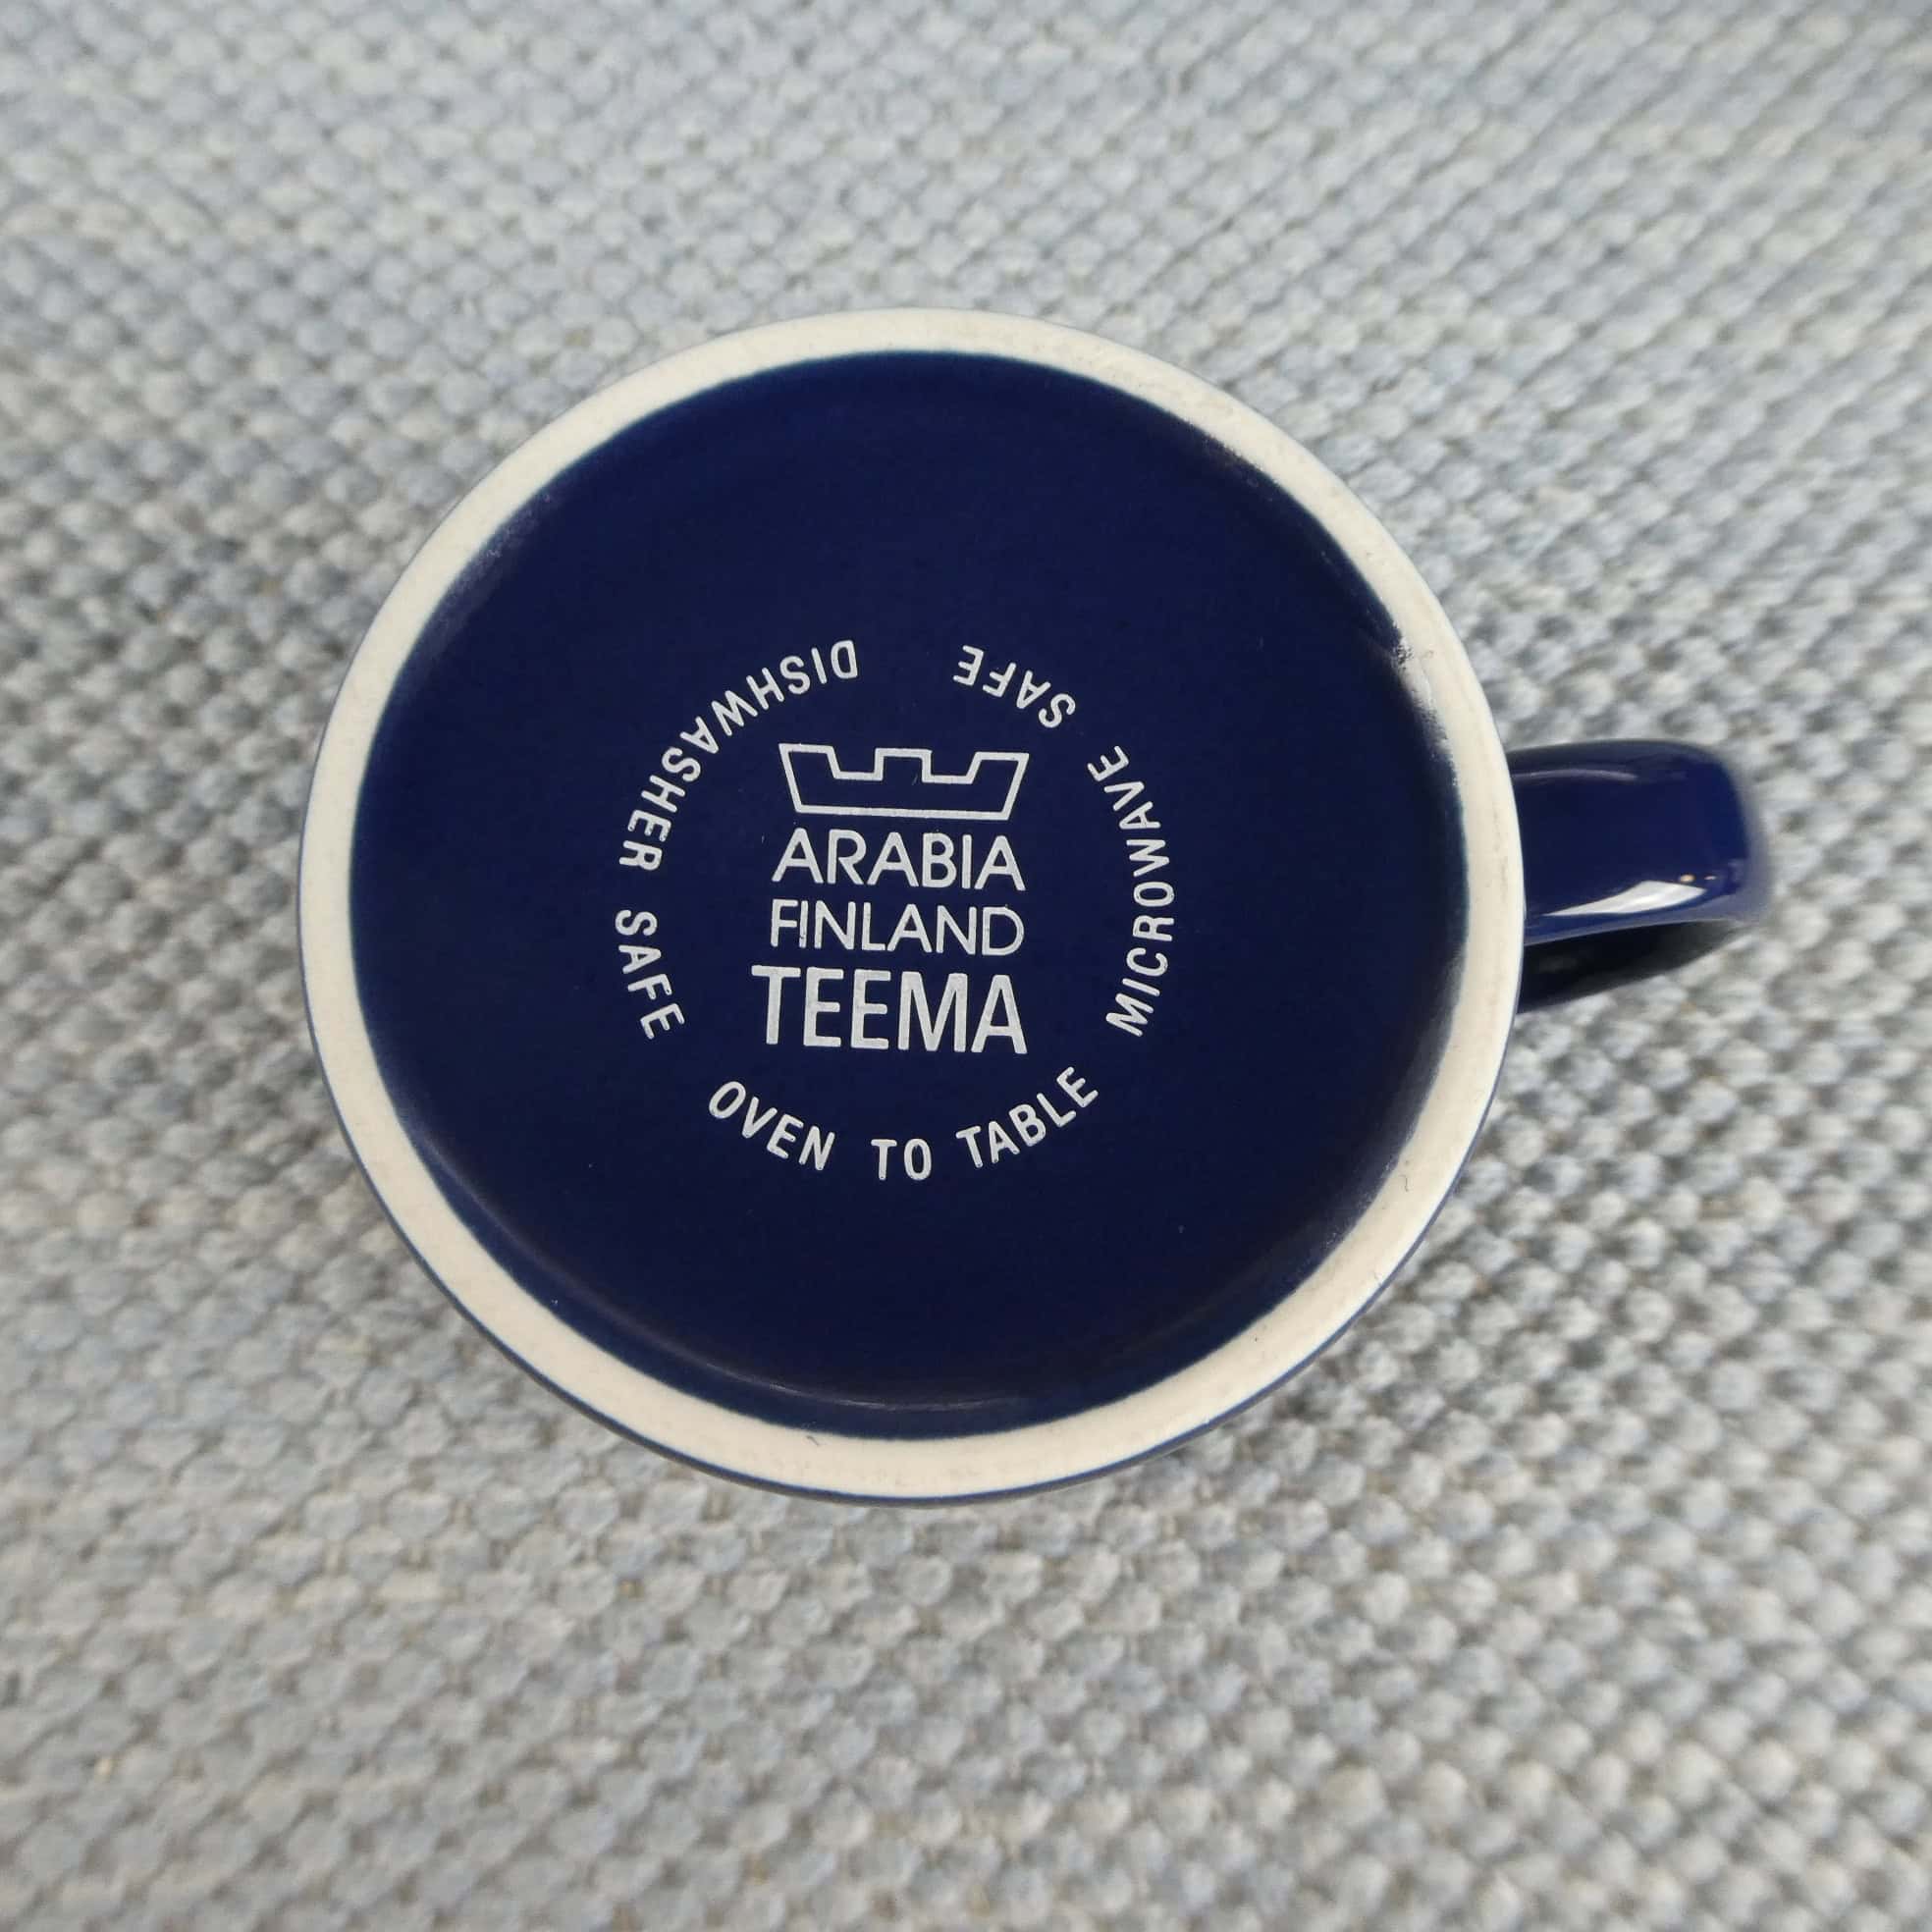 ARABIA
FINLAND
TEEMA
DISHWASHER SAFE
OVEN TO TABLE
MICROWAVE SAFE